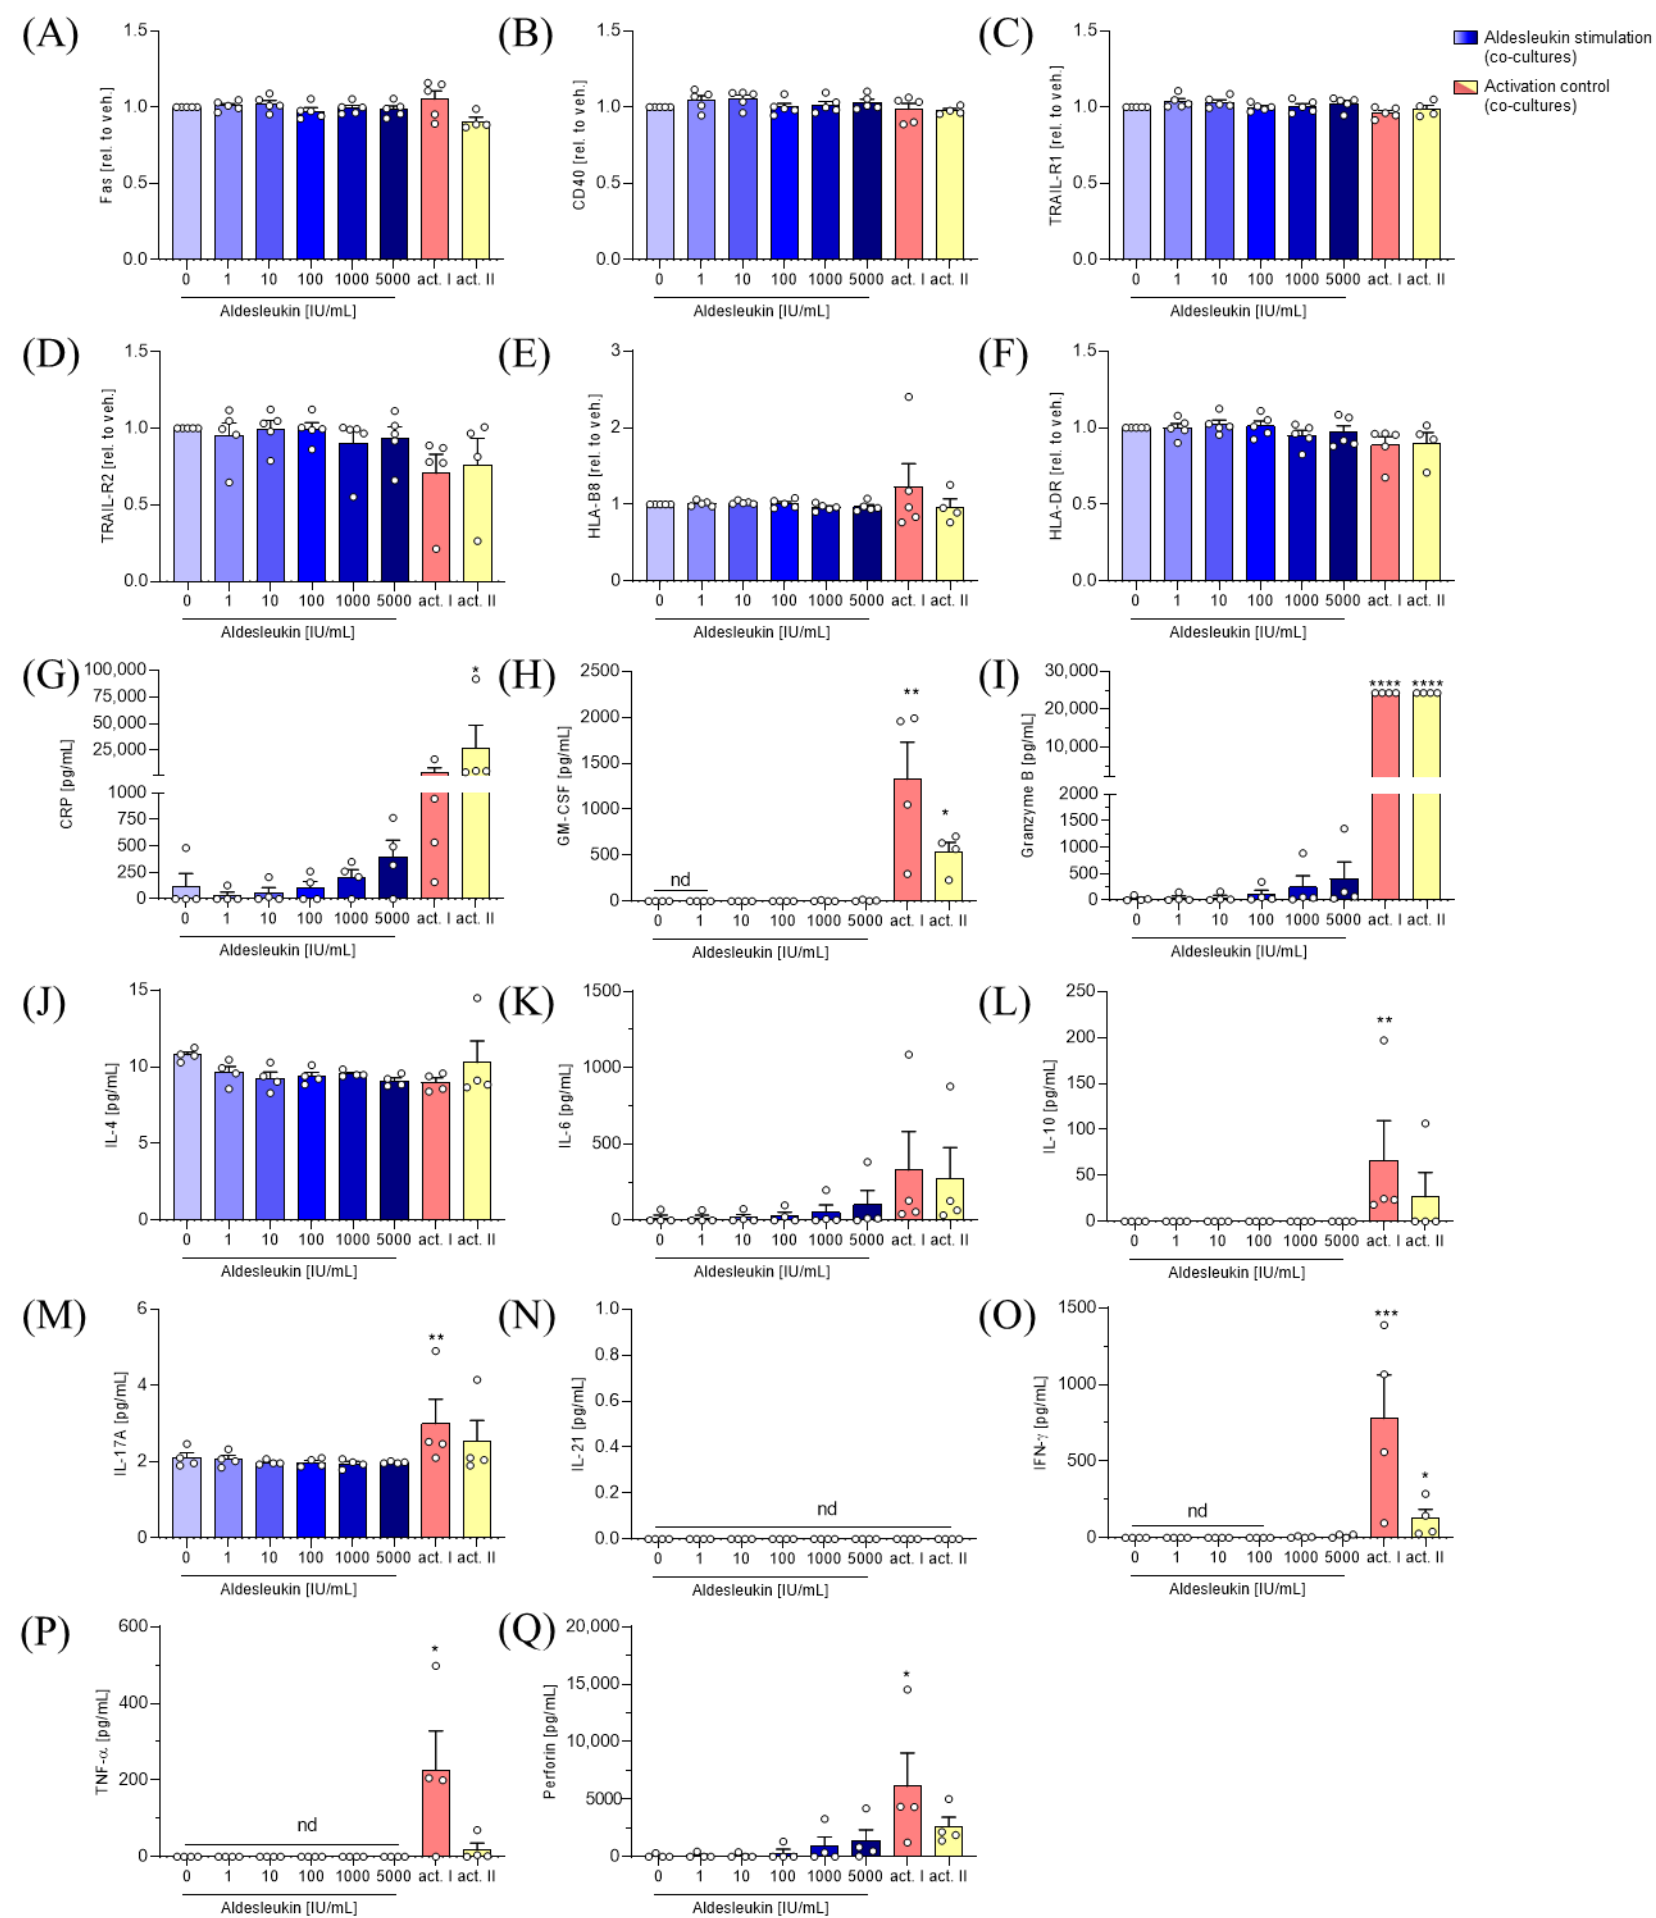 (A)
1.5
1.0
0.5
0.0
Fas [rel. to veh.]
0 1 10 100 1000 5000 act. I act. II
Aldesleukin [IU/mL]
(B)
1.5
1.0
0.5
0.0
CD40 [rel. to veh.]
0 1 10 100 1000 5000 act. I act. II
Aldesleukin [IU/mL]
(C)
1.5
1.0
0.5
0.0
TRAIL-R1 [rel. to veh.]
0 1 10 100 1000 5000 act. I act. II
Aldesleukin [IU/mL]
Aldesleukin stimulation
(co-cultures)
Activation control
(co-cultures)
(D)
1.5
1.0
0.5
0.0
TRAIL-R2 [rel. to veh.]
0 1 10 100 1000 5000 act. I act. II
Aldesleukin [IU/mL]
(E)
3
2
1
0
HLA-B8 [rel. to veh.]
0 1 10 100 1000 5000 act. I act. II
Aldesleukin [IU/mL]
(F)
1.5
1.0
0.5
0.0
HLA-DR [rel. to veh.]
0 1 10 100 1000 5000 act. I act. II
Aldesleukin [IU/mL]
(G)
100,000
75,000
50,000
25,000
1000
750
500
250
0
CRP [pg/mL]
*
0 1 10 100 1000 5000 act. I act. II
Aldesleukin [IU/mL]
(H)
2500
2000
1500
1000
500
0
GM-CSF [pg/mL]
nd
**
*
0 1 10 100 1000 5000 act. I act. II
Aldesleukin [IU/mL]
(I)
30,000
20,000
10,000
2000
1500
1000
500
0
Granzyme B [pg/mL]
**** ****
0 1 10 100 1000 5000 act. I act. II
Aldesleukin [IU/mL]
(J)
15
10
5
0
IL-4 [pg/mL]
0 1 10 100 1000 5000 act. I act. II
Aldesleukin [IU/mL]
(K)
1500
1000
500
0
IL-6 [pg/mL]
0 1 10 100 1000 5000 act. I act. II
Aldesleukin [IU/mL]
(L)
250
200
150
100
50
0
IL-10 [pg/mL]
**
0 1 10 100 1000 5000 act. I act. II
Aldesleukin [IU/mL]
(M)
6
4
2
0
IL-17A [pg/mL]
**
0 1 10 100 1000 5000 act. I act. II
Aldesleukin [IU/mL]
(N)
1.0
0.8
0.6
0.4
0.2
0.0
IL-21 [pg/mL]
nd
0 1 10 100 1000 5000 act. I act. II
Aldesleukin [IU/mL]
(O)
1500
1000
500
0
IFN-γ [pg/mL]
nd
***
*
0 1 10 100 1000 5000 act. I act. II
Aldesleukin [IU/mL]
(P)
600
400
200
0
TNF-α [pg/mL]
nd
*
0 1 10 100 1000 5000 act. I act. II
Aldesleukin [IU/mL]
(Q)
20,000
15,000
10,000
5000
0
Perforin [pg/mL]
*
0 1 10 100 1000 5000 act. I act. II
Aldesleukin [IU/mL]